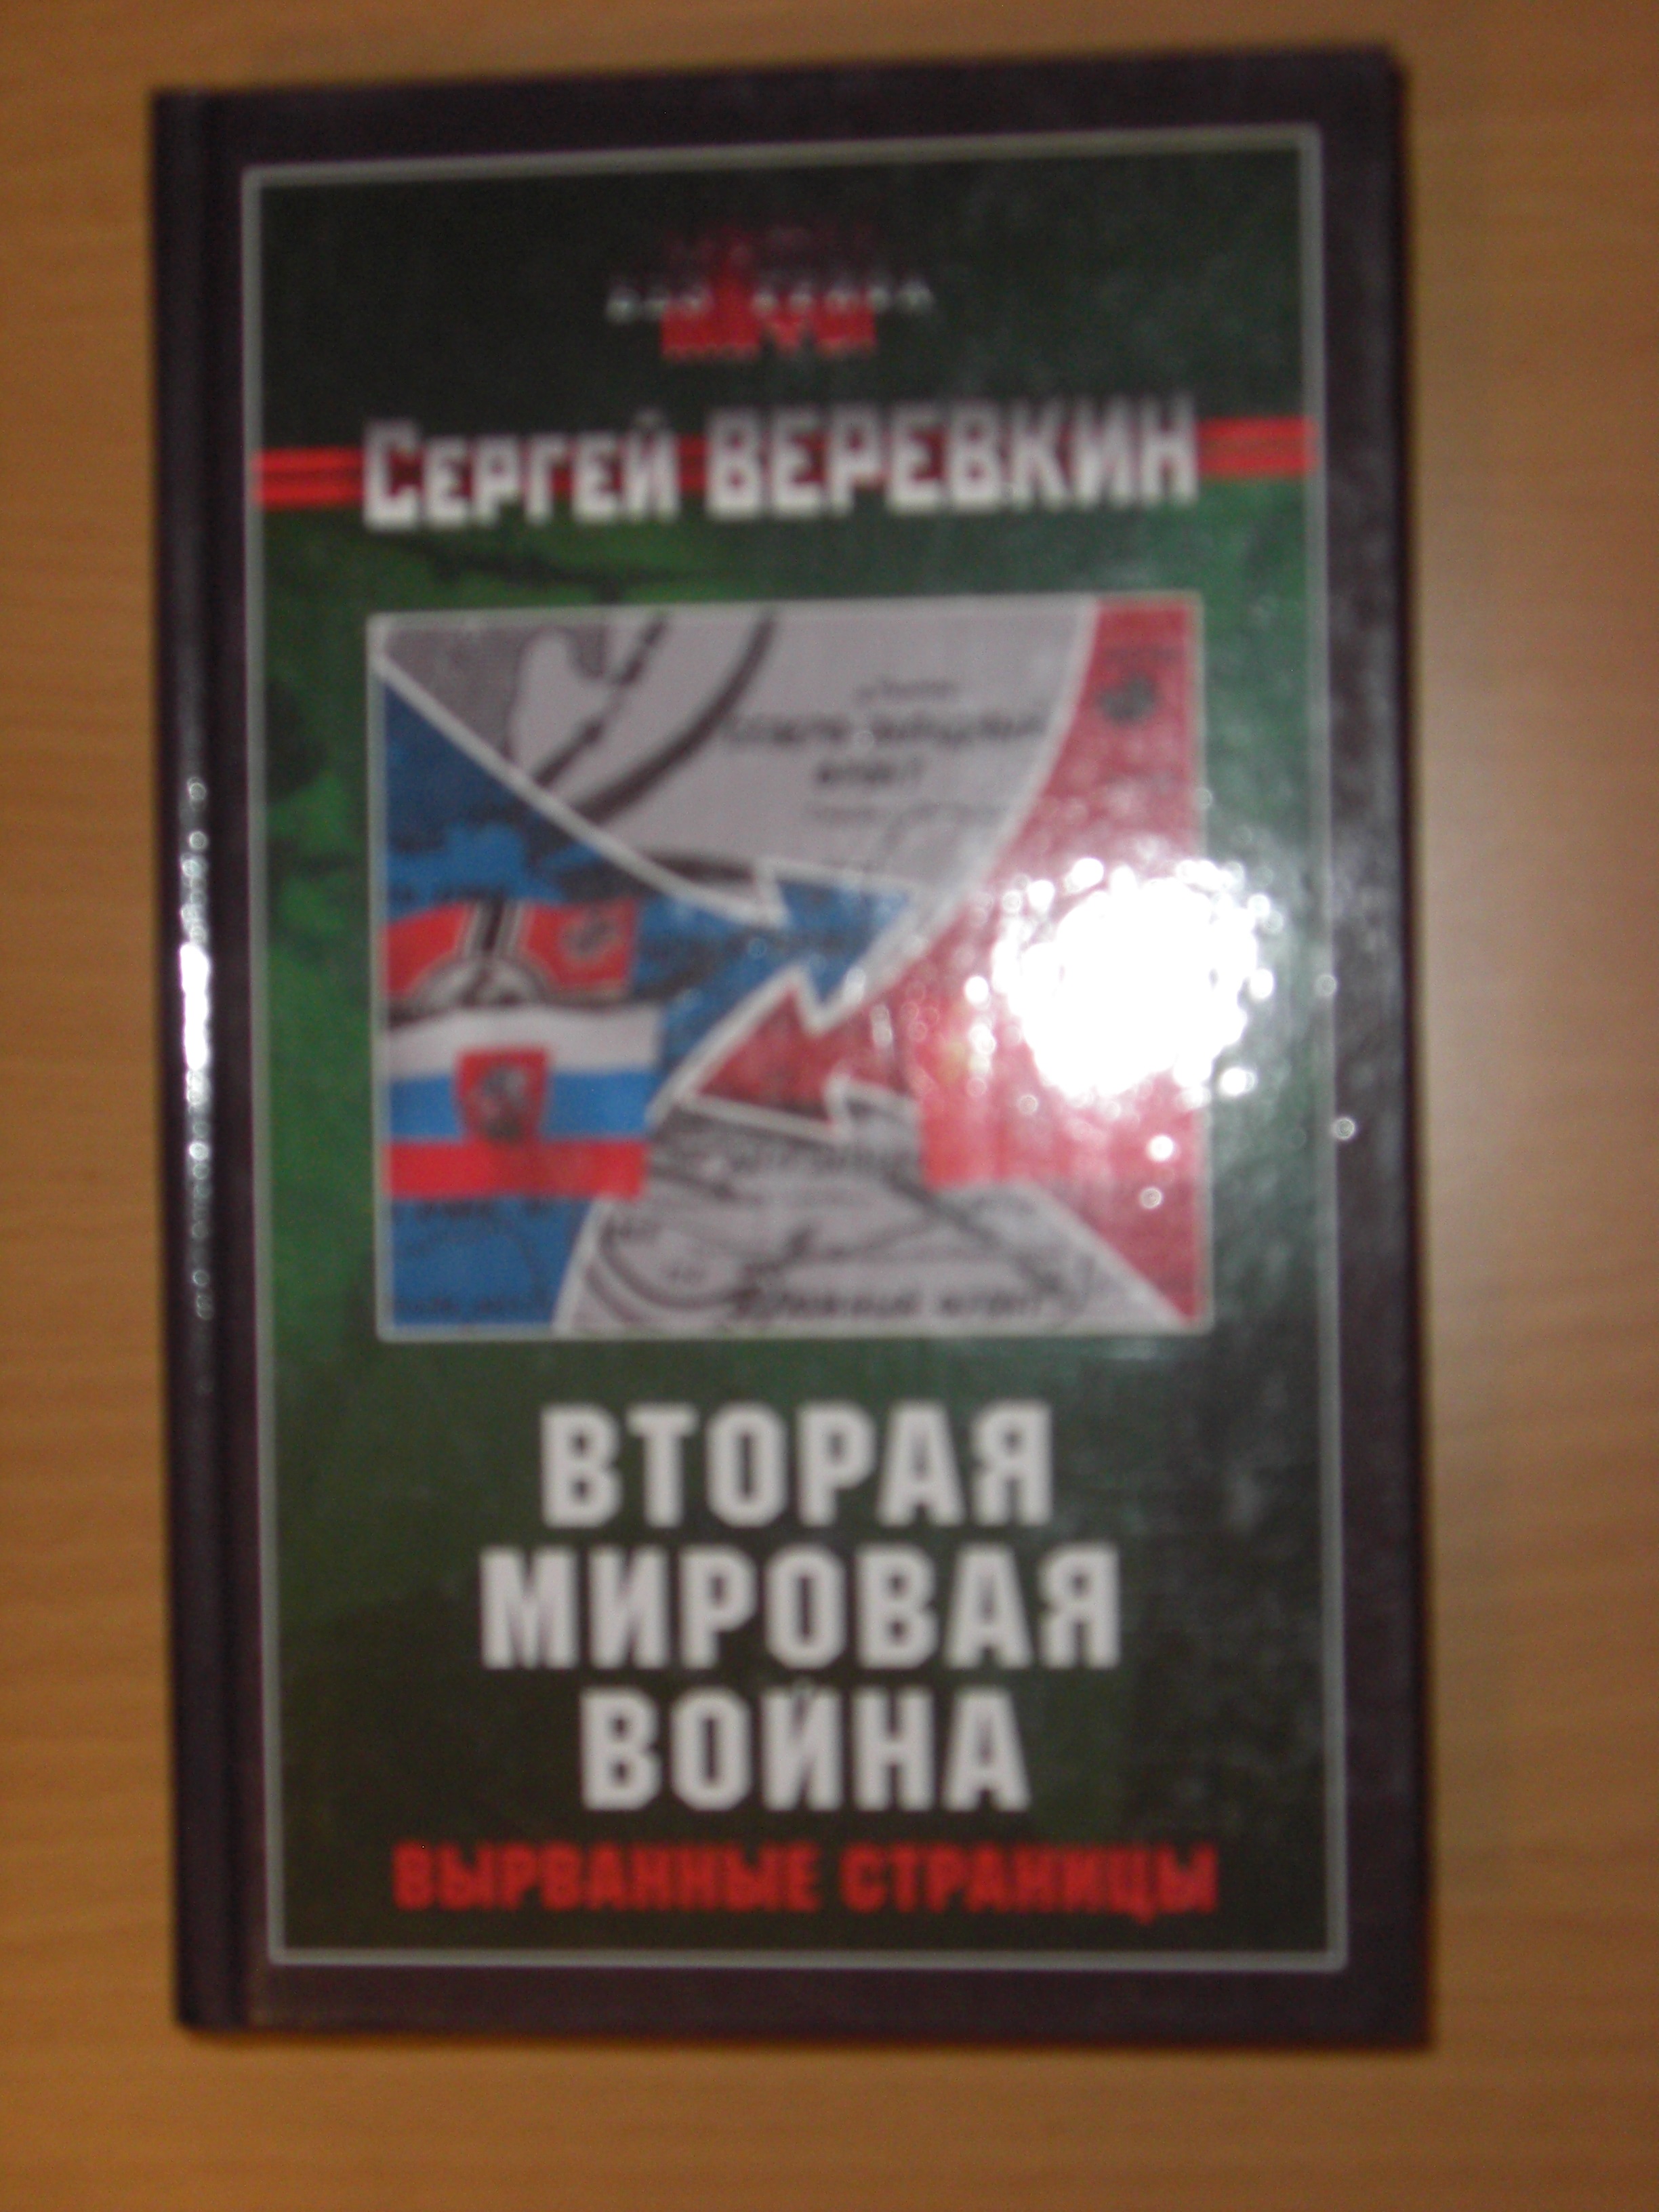 Сергей ВЕРЕВКИН
ВТОРАЯ
МИРОВАЯ
ВОЙНА
ВЫРВАННЫЕ СТРАНИЦЫ